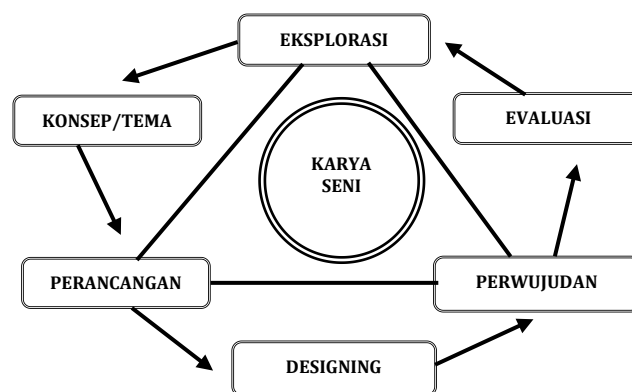 EKSPLORASI
KONSEP/TEMA
EVALUASI
KARYA
SENI
PERANCANGAN
PERWUJUDAN
DESIGNING